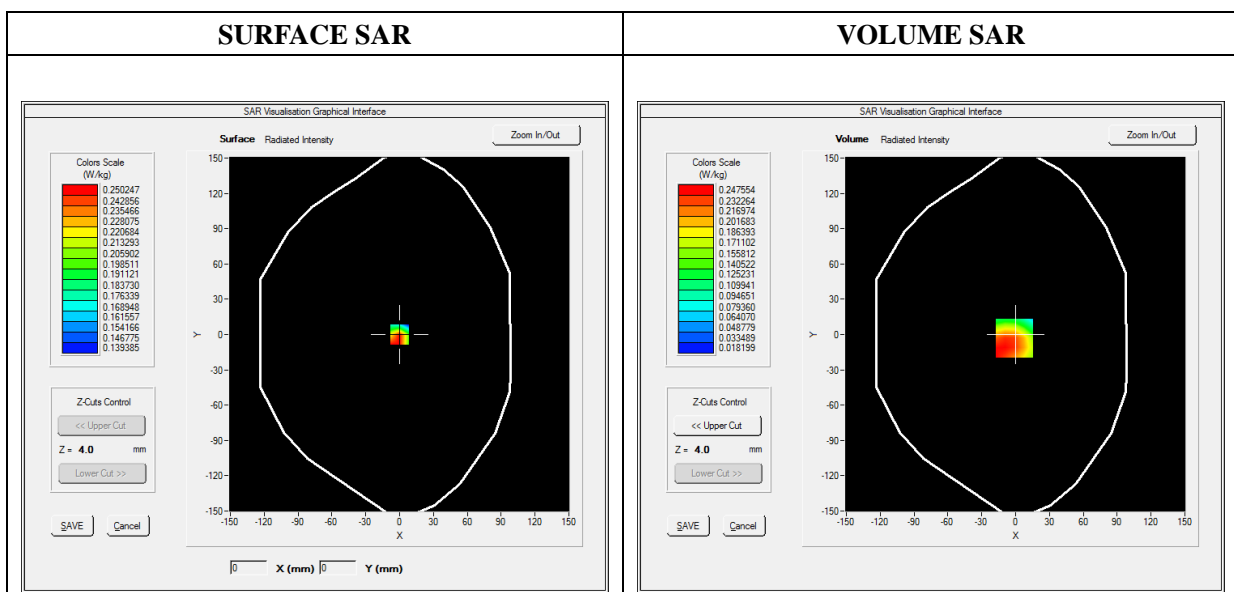 SURFACE SAR
SAR Visualisation Graphical Interface
Surface Radiated Intensity
Zoom In/Out
Colors Scale
(W/kg)
0.250247
0.242856
0.235466
0.228075
0.220684
0.213293
0.205902
0.198511
0.191121
0.183730
0.176339
0.168948
0.161557
0.154166
0.146775
0.139385
Z-Cuts Control
<< Upper Cut
Z = 4.0 mm
Lower Cut >>
SAVE Cancel
150
120
90
60
30
0
-30
-60
-90
-120
-150
Y
-150 -120 -90 -60 -30 0 30 60 90 120 150
X
0 X (mm) 0 Y (mm)
VOLUME SAR
SAR Visualisation Graphical Interface
Volume Radiated Intensity
Zoom In/Out
Colors Scale
(W/kg)
0.247554
0.232264
0.216974
0.201683
0.186393
0.171102
0.155812
0.140522
0.125231
0.109941
0.094651
0.079360
0.064070
0.048779
0.033489
0.018199
Z-Cuts Control
<< Upper Cut
Z = 4.0 mm
Lower Cut >>
SAVE Cancel
150
120
90
60
30
0
-30
-60
-90
-120
-150
Y
-150 -120 -90 -60 -30 0 30 60 90 120 150
X